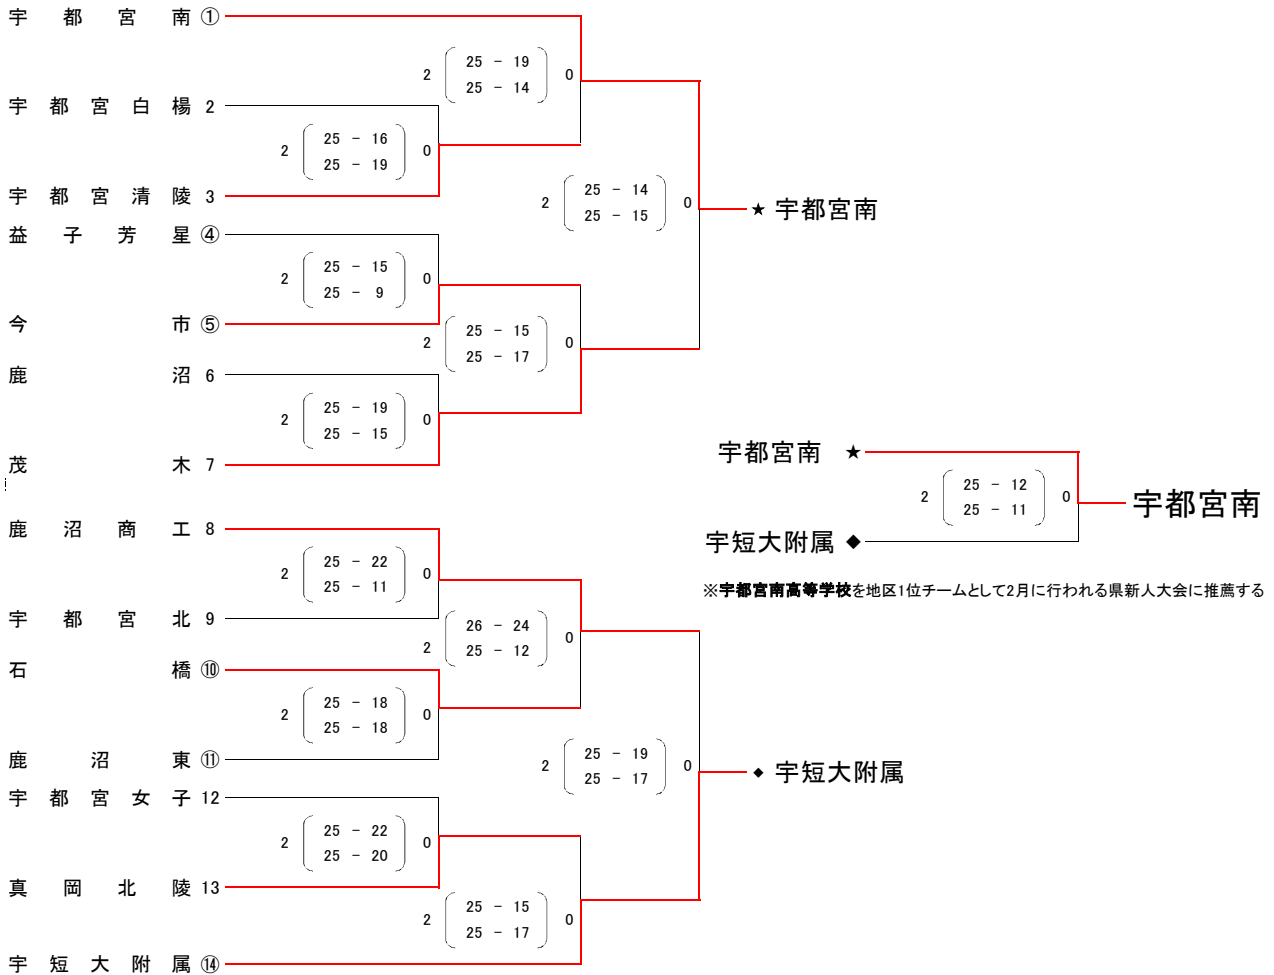 宇都宮南 ①
2 25 - 19 0
25 - 14
宇都宮白楊 2
2 25 - 16 0
25 - 19
宇都宮清陵 3
2 25 - 14 0
25 - 15
★ 宇都宮南
益子芳星 ④
2 25 - 15 0
25 - 9
今市 ⑤
2 25 - 15 0
25 - 17
鹿沼 6
2 25 - 19 0
25 - 15
茂木 7
宇都宮南 ★
2 25 - 12 0
25 - 11
宇都宮南
宇短大附属 ◆
※宇都宮南高等学校を地区1位チームとして2月に行われる県新人大会に推薦する
鹿沼商工 8
2 25 - 22 0
25 - 11
宇都宮北 9
2 26 - 24 0
25 - 12
石橋 ⑩
2 25 - 18 0
25 - 18
鹿沼東 ⑪
2 25 - 19 0
25 - 17
◆ 宇短大附属
宇都宮女子 12
2 25 - 22 0
25 - 20
真岡北陵 13
2 25 - 15 0
25 - 17
宇短大附属 ⑭